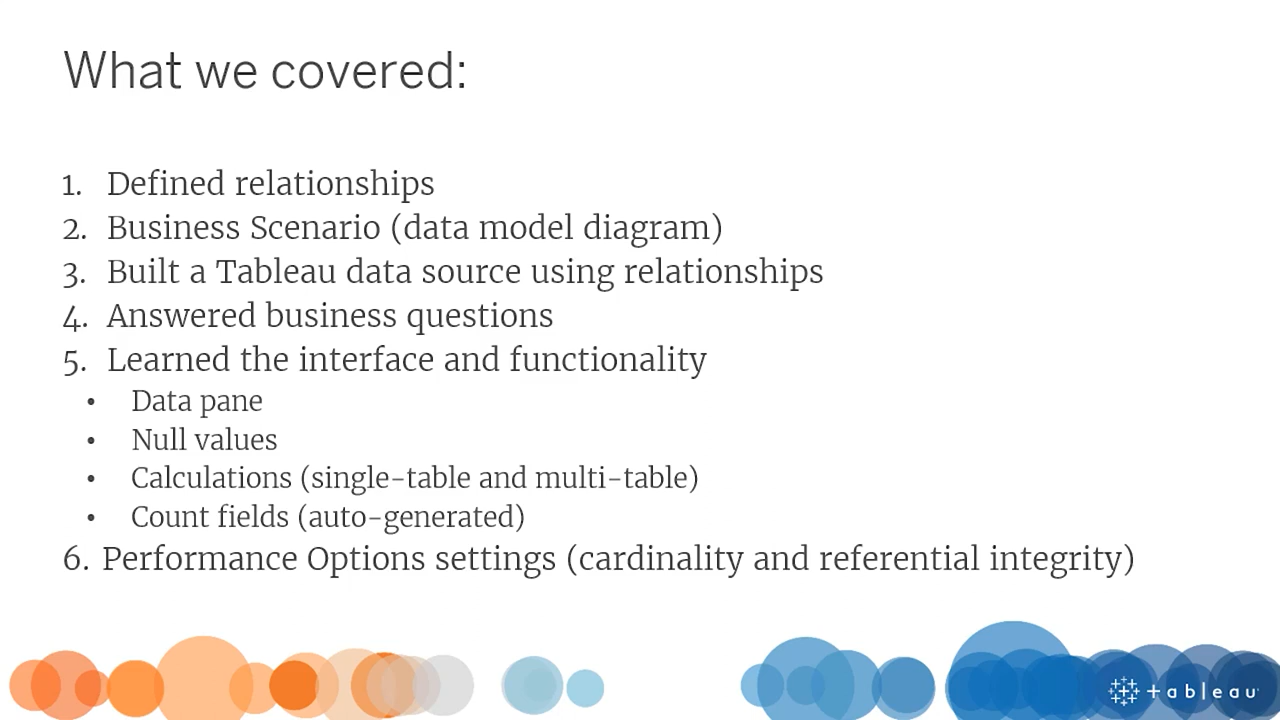 What we covered:
1. Defined relationships
2. Business Scenario (data model diagram)
3. Built a Tableau data source using relationships
4. Answered business questions
5. Learned the interface and functionality
• Data pane
• Null values
• Calculations (single-table and multi-table)
• Count fields (auto-generated)
6. Performance Options settings (cardinality and referential integrity)
tableau